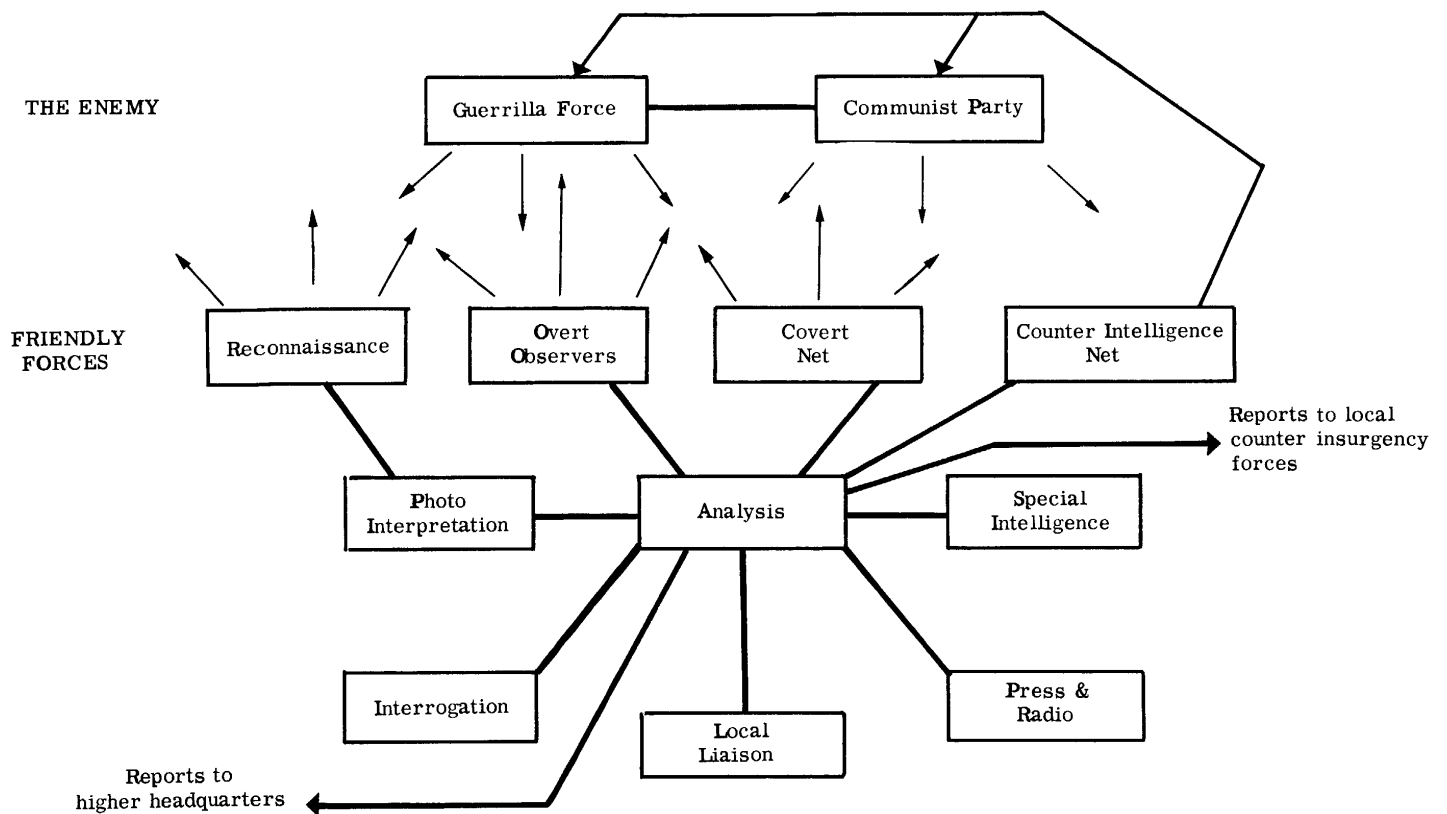 THE ENEMY
Guerrilla Force
Communist Party
FRIENDLY
FORCES
Reconnaissance
Overt
Observers
Covert
Net
Counter Intelligence
Net
Reports to local
counter insurgency
forces
Photo
Interpretation
Analysis
Special
Intelligence
Interrogation
Local
Liaison
Press &
Radio
Reports to
higher headquarters